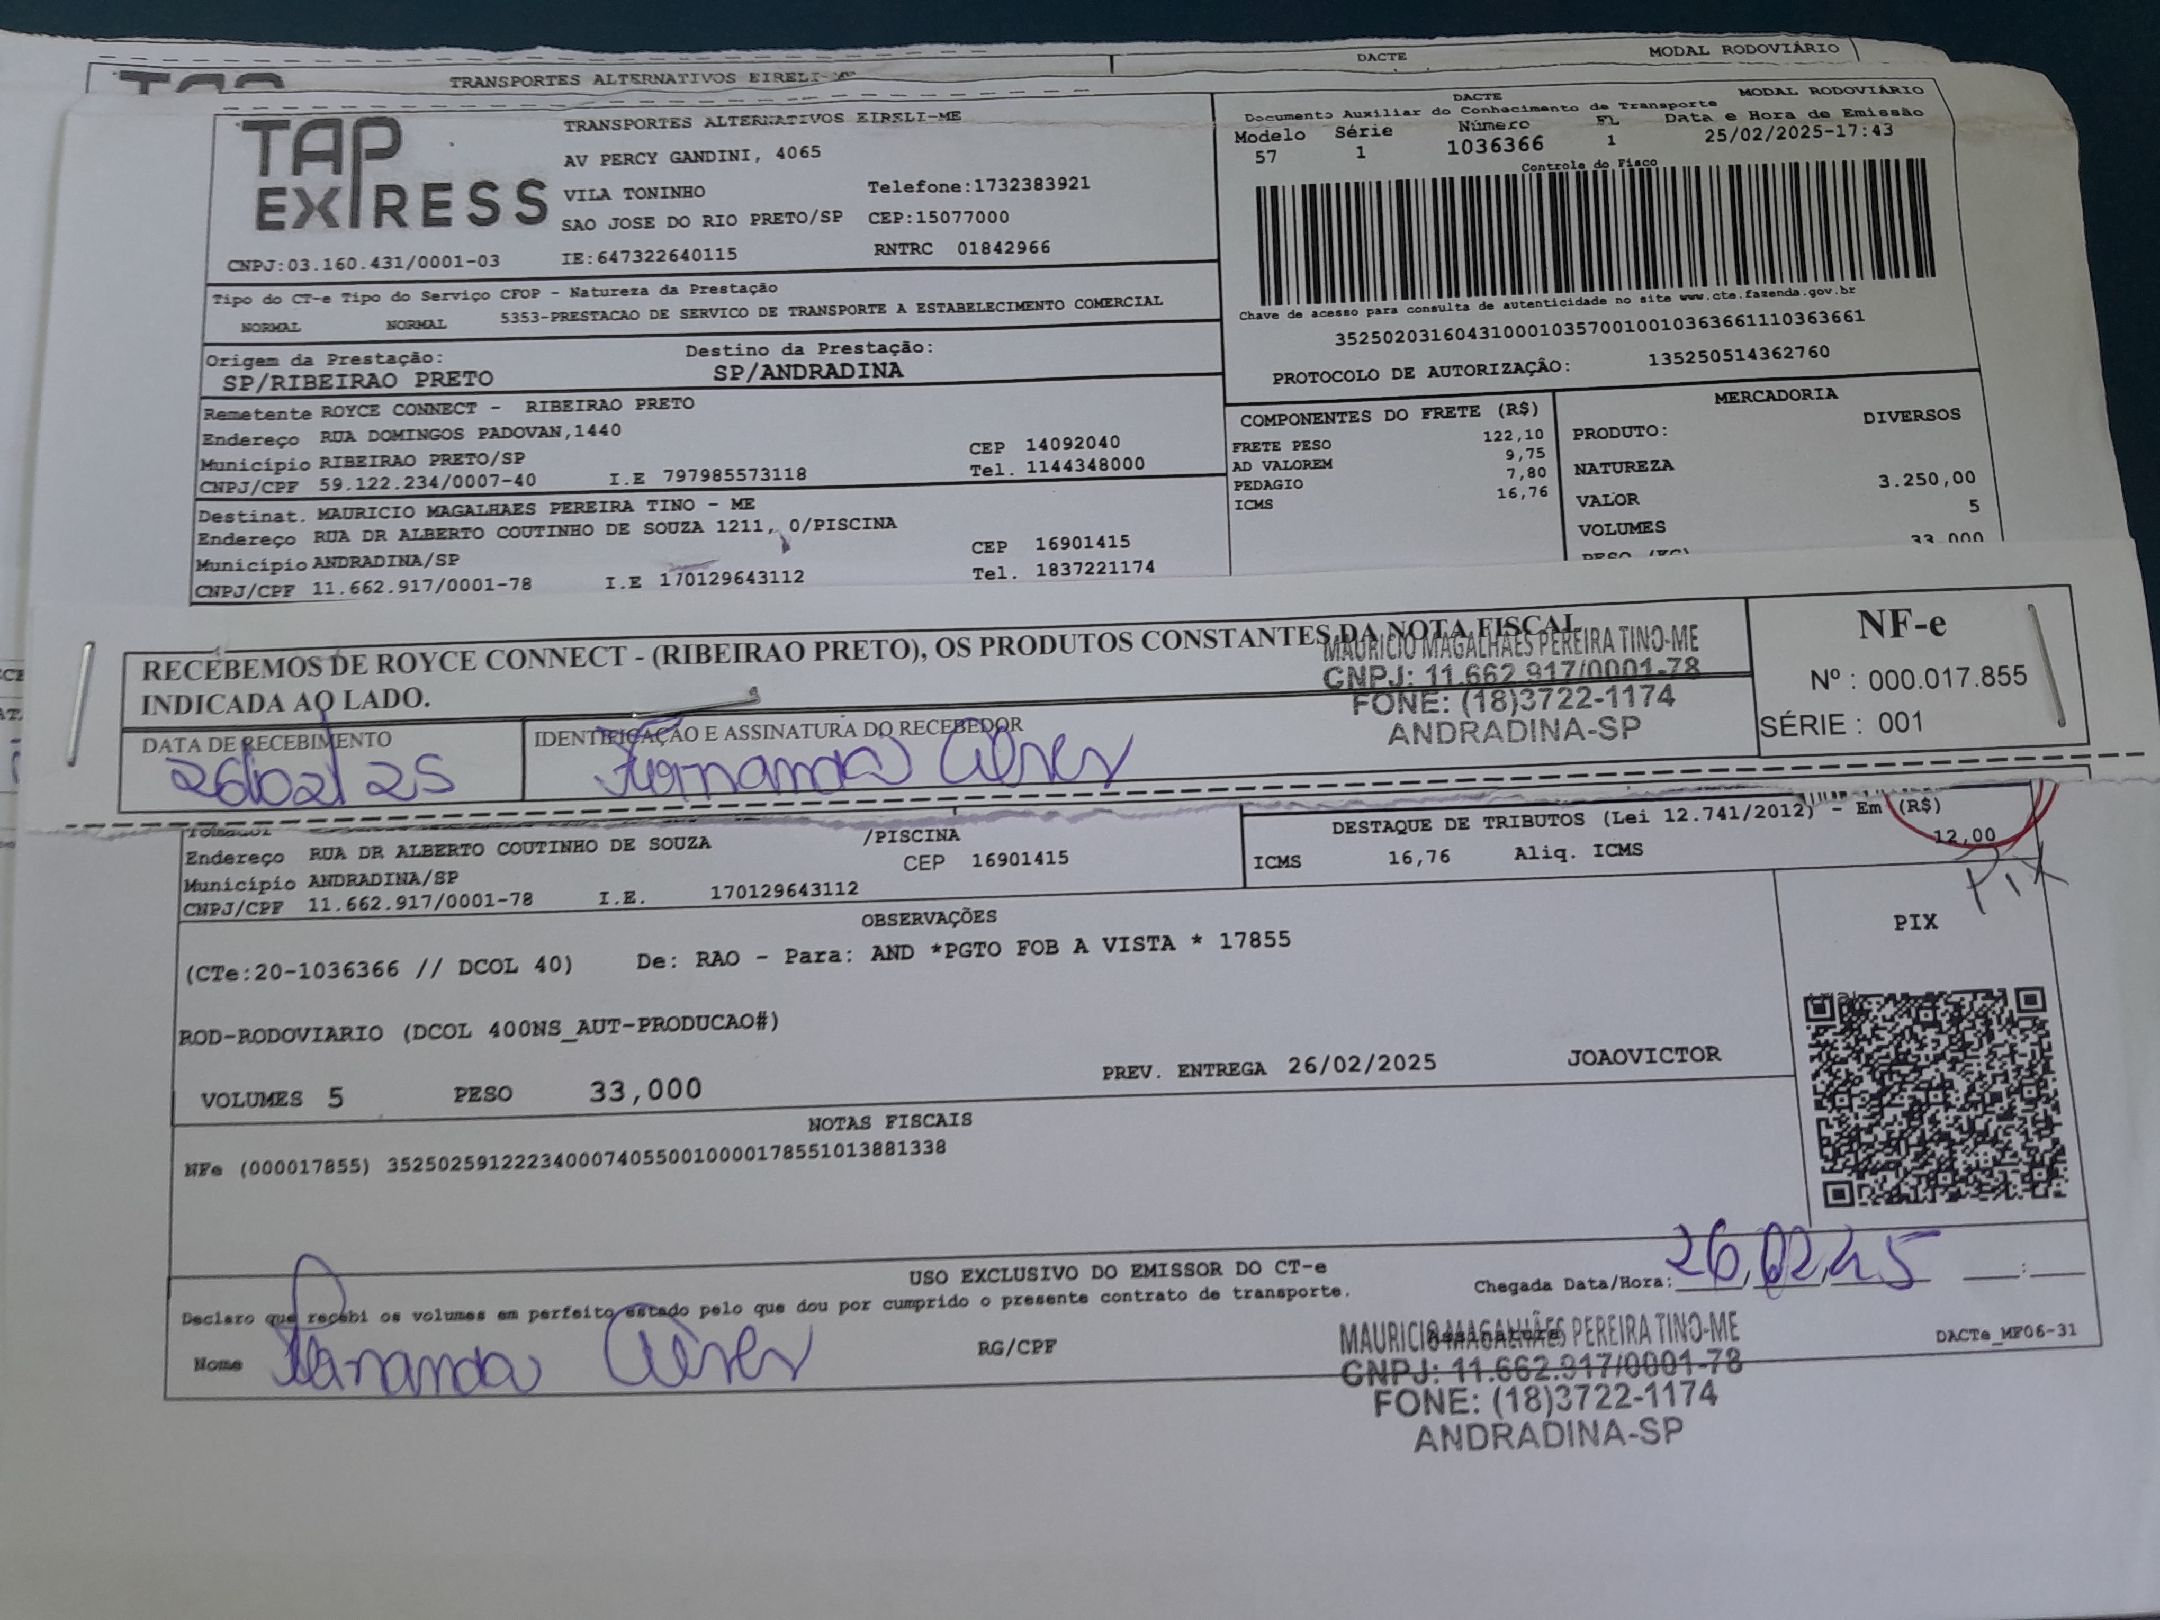 TRANSPORTES ALTERNATIVOS EIRELI-ME
DACTE
MODAL RODOVIÁRIO
TAP EXPRESS
TRANSPORTES ALTERNATIVOS EIRELI-ME
AV PERCY GANDINI, 4065
VILA TONINHO Telefone:1732383921
SAO JOSE DO RIO PRETO/SP CEP:15077000
CNPJ:03.160.431/0001-03 IE:647322640115 RNTRC 01842966
DACTE MODAL RODOVIÁRIO
Documento Auxiliar do Conhecimento de Transporte
Modelo Série Número FL Data e Hora de Emissão
57 1 1036366 1 25/02/2025-17:43
Controle do Fisco
Chave de acesso para consulta de autenticidade no site www.cte.fazenda.gov.br
35250203160431000103570010010363661110363661
PROTOCOLO DE AUTORIZAÇÂO: 135250514362760
Tipo do CT-e Tipo do Serviço CFOP - Natureza da Prestação
NORMAL NORMAL 5353-PRESTACAO DE SERVICO DE TRANSPORTE A ESTABELECIMENTO COMERCIAL
Origem da Prestação: Destino da Prestação:
SP/RIBEIRAO PRETO SP/ANDRADINA
Remetente ROYCE CONNECT - RIBEIRAO PRETO
Endereço RUA DOMINGOS PADOVAN,1440
Município RIBEIRAO PRETO/SP CEP 14092040
CNPJ/CPF 59.122.234/0007-40 I.E 797985573118 Tel. 1144348000
Destinat. MAURICIO MAGALHAES PEREIRA TINO - ME
Endereço RUA DR ALBERTO COUTINHO DE SOUZA 1211, 0/PISCINA
Município ANDRADINA/SP CEP 16901415
CNPJ/CPF 11.662.917/0001-78 I.E 170129643112 Tel. 1837221174
COMPONENTES DO FRETE (R$)
FRETE PESO 122,10
AD VALOREM 9,75
PEDAGIO 7,80
ICMS 16,76
MERCADORIA
PRODUTO: DIVERSOS
NATUREZA
VALOR 3.250,00
VOLUMES 5
PESO (KG) 33,000
RECEBEMOS DE ROYCE CONNECT - (RIBEIRAO PRETO), OS PRODUTOS CONSTANTES DA NOTA FISCAL
INDICADA AO LADO.
MAURICIO MAGALHÃES PEREIRA TINO-ME
CNPJ: 11.662.917/0001-78
FONE: (18)3722-1174
ANDRADINA-SP
NF-e
Nº : 000.017.855
SÉRIE : 001
DATA DE RECEBIMENTO
26/02/25
IDENTIFICAÇÃO E ASSINATURA DO RECEBEDOR
Fernanda
Endereço RUA DR ALBERTO COUTINHO DE SOUZA /PISCINA
Município ANDRADINA/SP CEP 16901415
CNPJ/CPF 11.662.917/0001-78 I.E. 170129643112
DESTAQUE DE TRIBUTOS (Lei 12.741/2012) - Em (R$)
ICMS 16,76 Aliq. ICMS 12,00
Pix
OBSERVAÇÕES
(CTe:20-1036366 // DCOL 40) De: RAO - Para: AND *PGTO FOB A VISTA * 17855
ROD-RODOVIARIO (DCOL 400NS_AUT-PRODUCAO#)
PREV. ENTREGA 26/02/2025 JOAOVICTOR
VOLUMES 5 PESO 33,000
PIX
NOTAS FISCAIS
NFe (000017855) 35250259122234000740550010000178551013881338
USO EXCLUSIVO DO EMISSOR DO CT-e
Declaro que recebi os volumes em perfeito estado pelo que dou por cumprido o presente contrato de transporte.
Chegada Data/Hora: 26,02,25 :
Nome Fernanda
RG/CPF
Assinatura
DACTe_MF06-31
MAURICIO MAGALHÃES PEREIRA TINO-ME
CNPJ: 11.662.917/0001-78
FONE: (18)3722-1174
ANDRADINA-SP